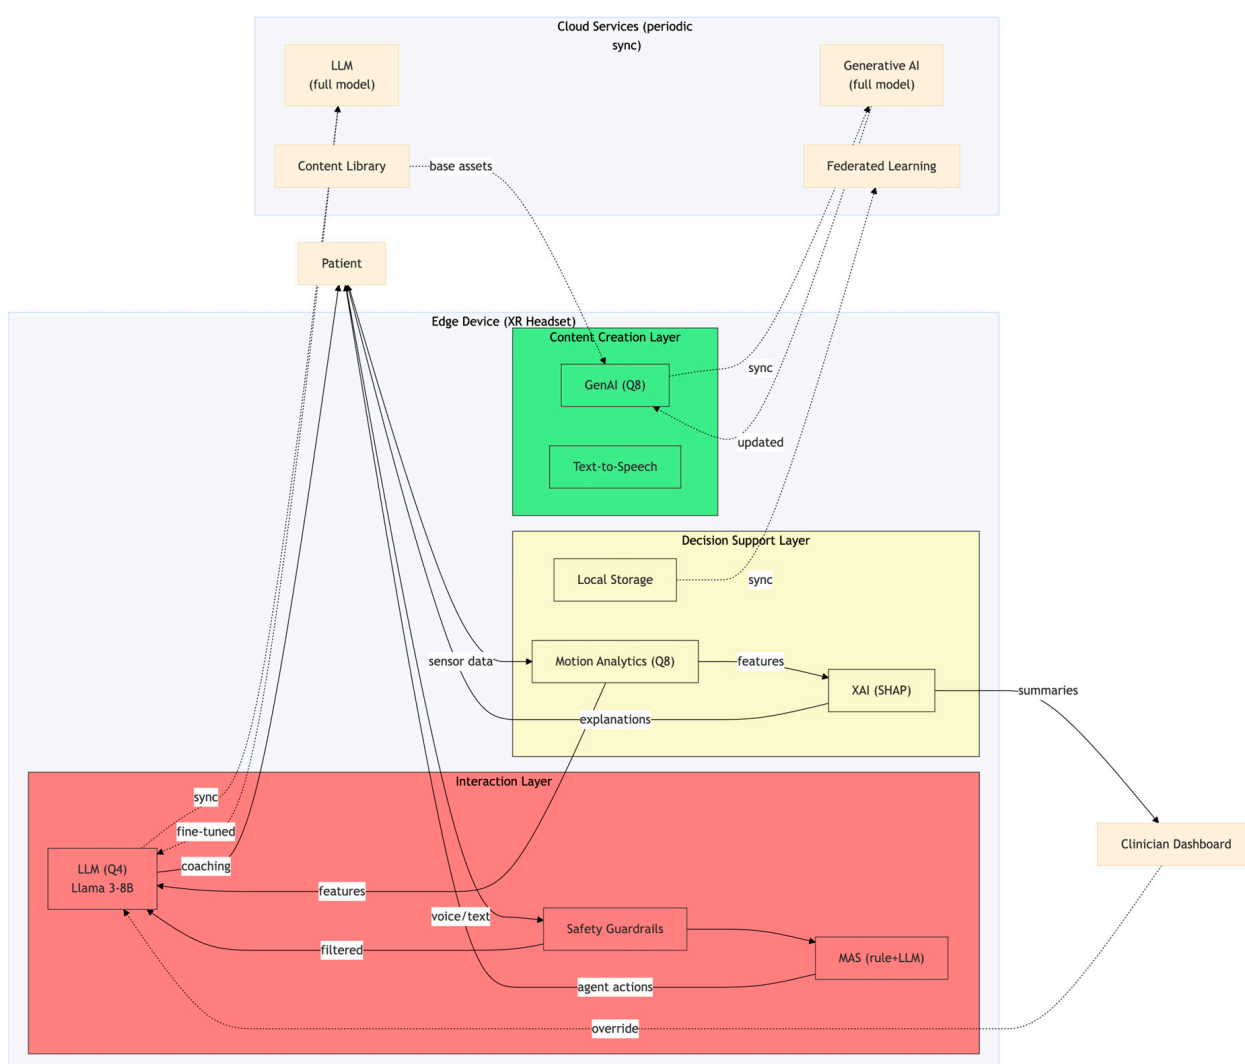 Cloud Services (periodic
sync)
LLM
(full model)
Generative AI
(full model)
Content Library
base assets
Federated Learning
Patient
Edge Device (XR Headset)
Content Creation Layer
GenAI (Q8)
sync
updated
Text-to-Speech
Decision Support Layer
Local Storage
sync
sensor data
Motion Analytics (Q8)
features
XAI (SHAP)
summaries
explanations
Interaction Layer
sync
fine-tuned
coaching
LLM (Q4)
Llama 3-8B
features
voice/text
Safety Guardrails
filtered
MAS (rule+LLM)
agent actions
override
Clinician Dashboard